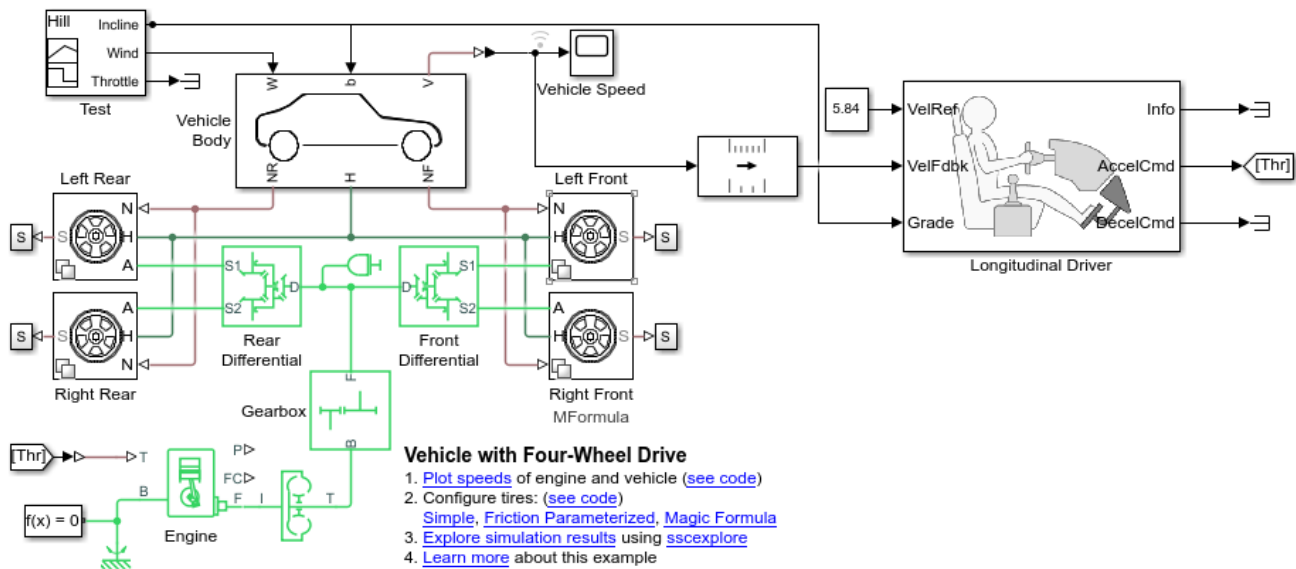 Hill
Incline
Wind
Throttle
Test
W
b
V
Vehicle Speed
Vehicle
Body
NR
H
NF
5.84
VelRef
VelFdbk
Grade
Info
AccelCmd
DecelCmd
[Thr]
Longitudinal Driver
Left Rear
Left Front
S
S
N
H
A
N
H
S
S
S1
S2
D
D
S1
S2
A
H
N
S
S
A
H
S
S
Rear
Differential
Front
Differential
Right Rear
Right Front
MFormula
Gearbox
F
B
[Thr]
T
P
FC
B
F
I
T
Engine
f(x) = 0
Vehicle with Four-Wheel Drive
1. Plot speeds of engine and vehicle (see code)
2. Configure tires: (see code)
Simple, Friction Parameterized, Magic Formula
3. Explore simulation results using sscexplore
4. Learn more about this example